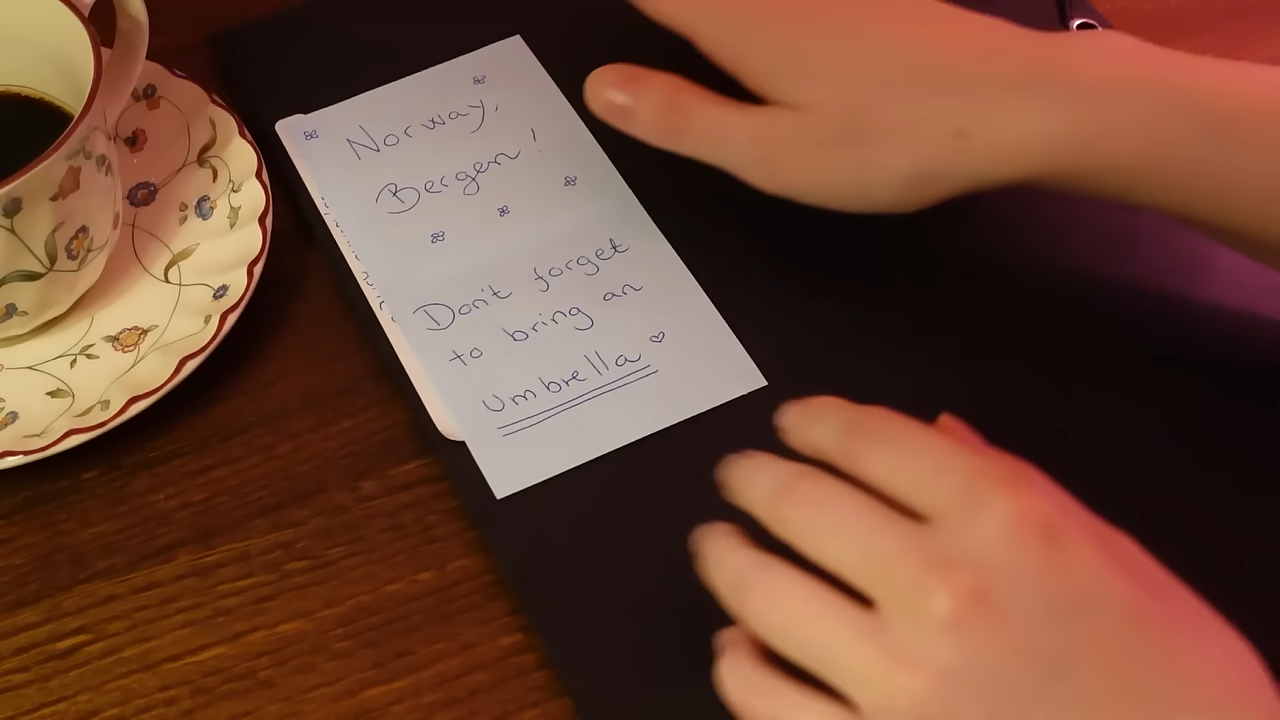 Norway,
Bergen!
Don't forget
to bring an
umbrella